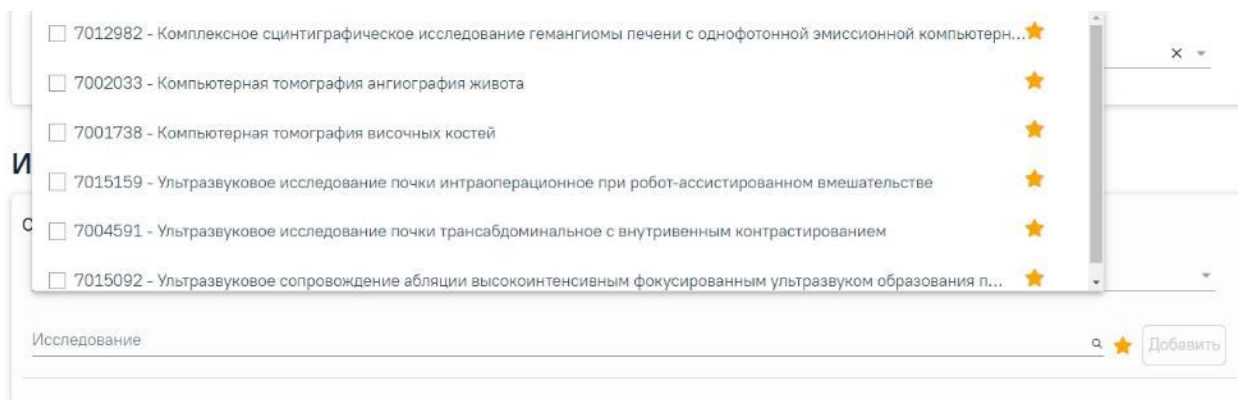 7012982 - Комплексное сцинтиграфическое исследование гемангиомы печени с однофотонной эмиссионной компьютерн...
7002033 - Компьютерная томография ангиография живота
7001738 - Компьютерная томография височных костей
И
7015159 - Ультразвуковое исследование почки интраоперационное при робот-ассистированном вмешательстве
7004591 - Ультразвуковое исследование почки трансабдоминальное с внутривенным контрастированием
7015092 - Ультразвуковое сопровождение абляции высокоинтенсивным фокусированным ультразвуком образования п...
Исследование
Добавить